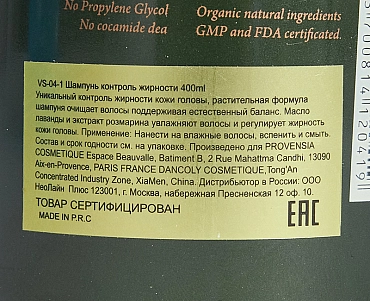 No Propylene Glycol
No cocamide dea
Organic natural ingredients
GMP and FDA certificated.
VS-04-1 Шампунь контроль жирности 400ml
Уникальный контроль жирности кожи головы, растительная формула
шампуня очищает волосы поддерживая естественный баланс. Масло
лаванды и экстракт розмарина увлажняют волосы и регулирует жирность
кожи головы. Применение: Нанести на влажные волосы, вспенить и смыть.
Состав и срок годности см. на упаковке. Произведено для PROVENSIA
COSMETIQUE Espace Beauvalle, Batiment B, 2 Rue Mahattma Gandhi, 13090
Aix-en-Provence, PARIS FRANCE DANCOLY COSMETIQUE,Tong'An
Concentrated Industry Zone, XiaMen, China. Дистрибьютор в России: ООО
НеоЛайн Плюс 123001, г. Москва, набережная Пресненская 12 оф. 10.
ТОВАР СЕРТИФИЦИРОВАН
MADE IN P.R.C
EAC